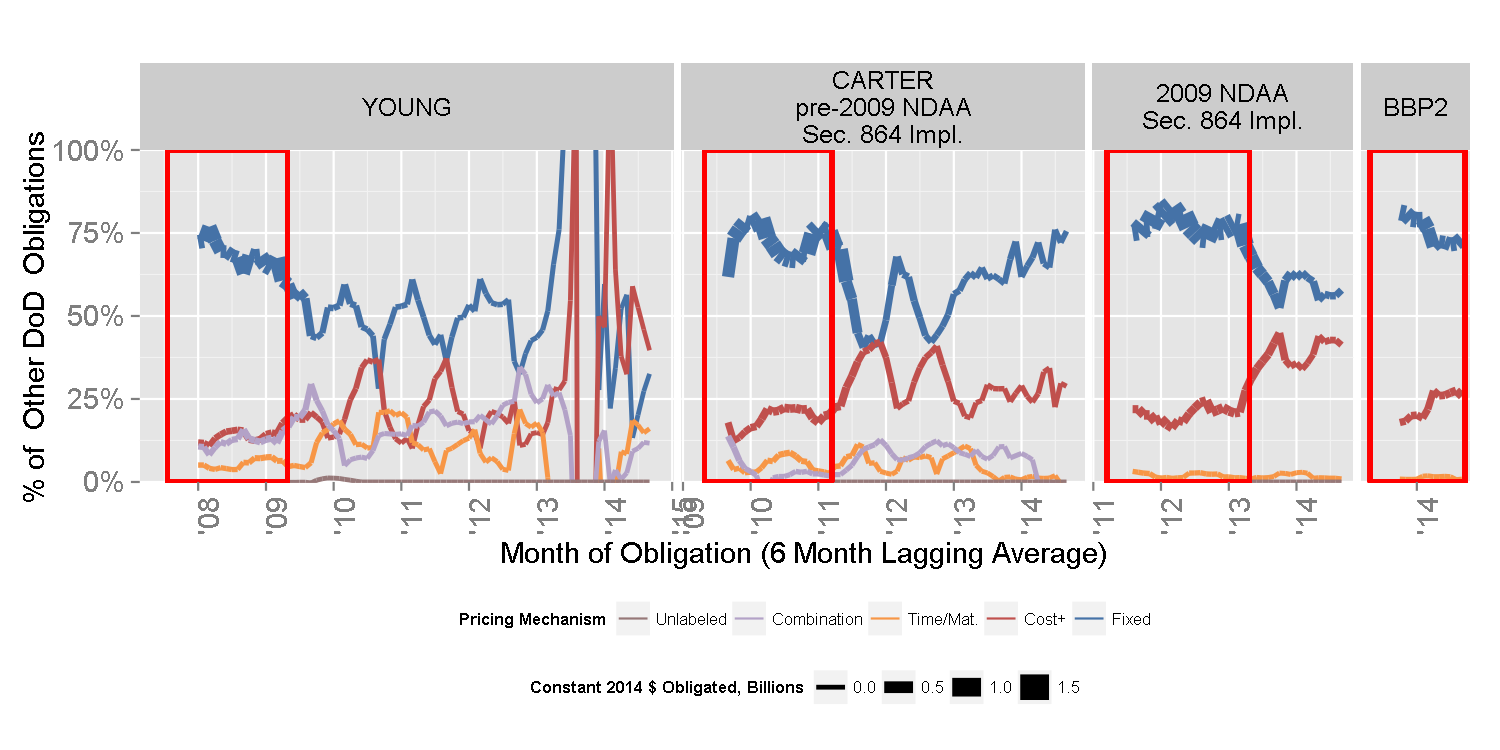 YOUNG
CARTER
pre-2009 NDAA
Sec. 864 Impl.
2009 NDAA
Sec. 864 Impl.
BBP2
% of Other DoD Obligations
100%
75%
50%
25%
0%
'08 '09 '10 '11 '12 '13 '14 '15
'09 '10 '11 '12 '13 '14
'11 '12 '13 '14
'14
Month of Obligation (6 Month Lagging Average)
Pricing Mechanism Unlabeled Combination Time/Mat. Cost+ Fixed
Constant 2014 $ Obligated, Billions 0.0 0.5 1.0 1.5